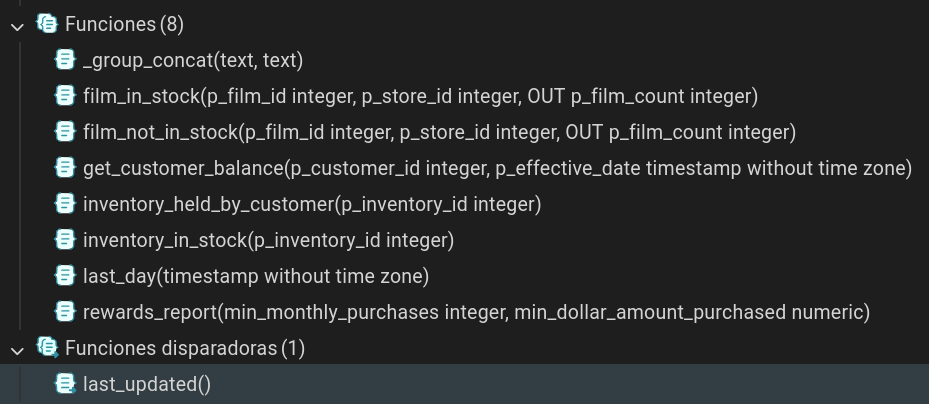 Funciones (8)
_group_concat(text, text)
film_in_stock(p_film_id integer, p_store_id integer, OUT p_film_count integer)
film_not_in_stock(p_film_id integer, p_store_id integer, OUT p_film_count integer)
get_customer_balance(p_customer_id integer, p_effective_date timestamp without time zone)
inventory_held_by_customer(p_inventory_id integer)
inventory_in_stock(p_inventory_id integer)
last_day(timestamp without time zone)
rewards_report(min_monthly_purchases integer, min_dollar_amount_purchased numeric)
Funciones disparadoras (1)
last_updated()